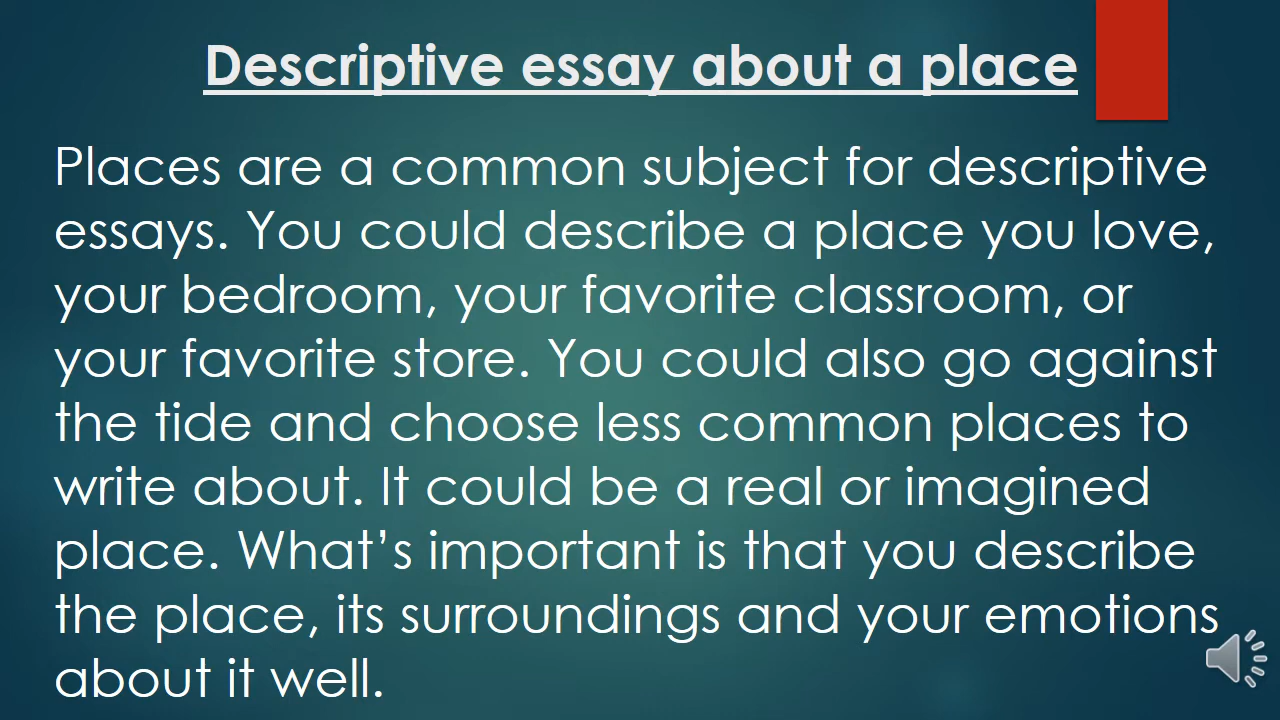 Descriptive essay about a place
Places are a common subject for descriptive
essays. You could describe a place you love,
your bedroom, your favorite classroom, or
your favorite store. You could also go against
the tide and choose less common places to
write about. It could be a real or imagined
place. What’s important is that you describe
the place, its surroundings and your emotions
about it well.